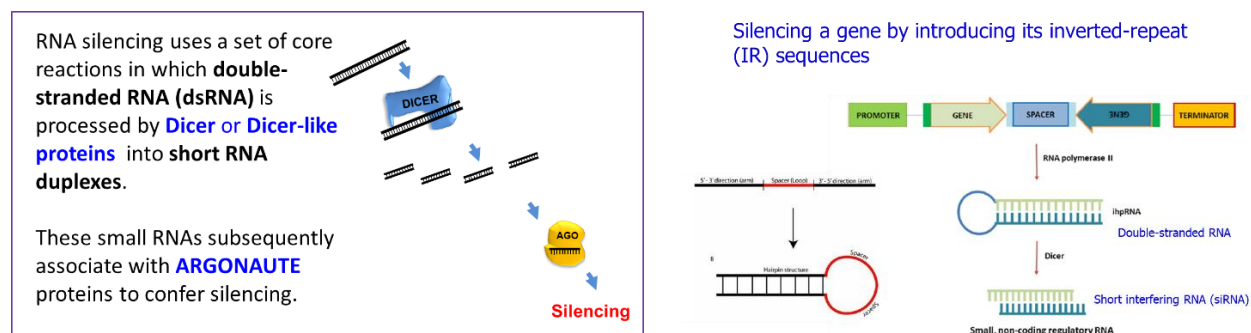 RNA silencing uses a set of core
reactions in which double-
stranded RNA (dsRNA) is
processed by Dicer or Dicer-like
proteins into short RNA
duplexes.
These small RNAs subsequently
associate with ARGONAUTE
proteins to confer silencing.
DICER
AGO
Silencing
Silencing a gene by introducing its inverted-repeat
(IR) sequences
5' - 3' direction (arm)
Spacer (Loop)
3' - 5' direction (arm)
II
Hairpin structure
Spacer
Spacer
PROMOTER
GENE
SPACER
GENE
TERMINATOR
RNA polymerase II
ihpRNA
Double-stranded RNA
Dicer
Short interfering RNA (siRNA)
Small, non-coding regulatory RNA